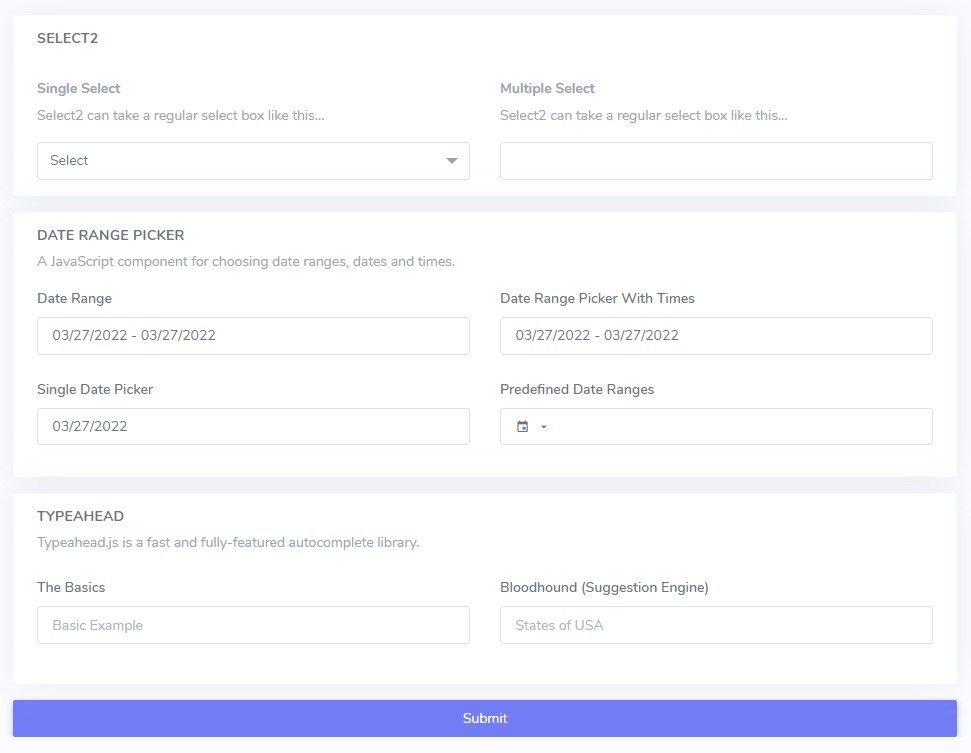 SELECT2
Single Select
Select2 can take a regular select box like this...
Select
Multiple Select
Select2 can take a regular select box like this...
DATE RANGE PICKER
A JavaScript component for choosing date ranges, dates and times.
Date Range
03/27/2022 - 03/27/2022
Date Range Picker With Times
03/27/2022 - 03/27/2022
Single Date Picker
03/27/2022
Predefined Date Ranges
TYPEAHEAD
Typeahead.js is a fast and fully-featured autocomplete library.
The Basics
Basic Example
Bloodhound (Suggestion Engine)
States of USA
Submit